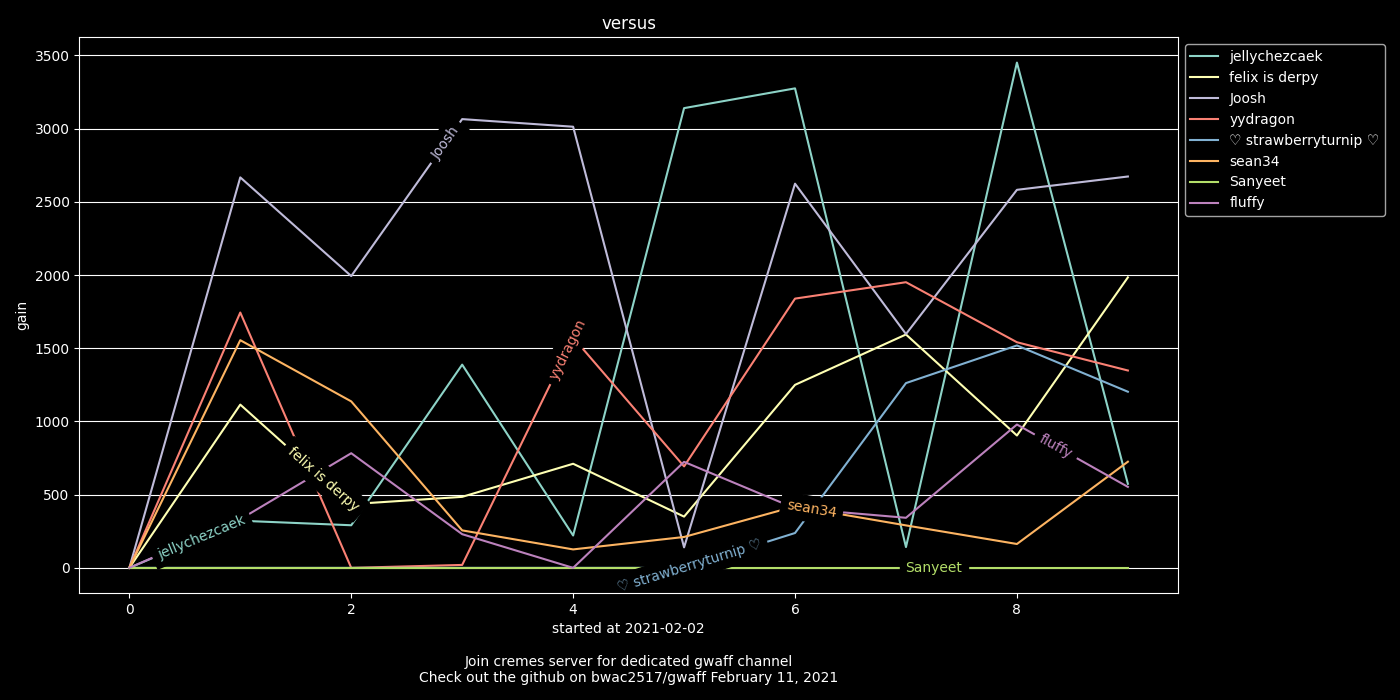 versus
3500
3000
2500
2000
1500
1000
500
0
gain
jellychezcaek
felix is derpy
Joosh
yydragon
♡ strawberryturnip ♡
sean34
Sanyeet
fluffy
Joosh
yydragon
felix is derpy
jellychezcaek
fluffy
sean34
♡ strawberryturnip ♡
Sanyeet
0 2 4 6 8
started at 2021-02-02
Join cremes server for dedicated gwaff channel
Check out the github on bwac2517/gwaff February 11, 2021